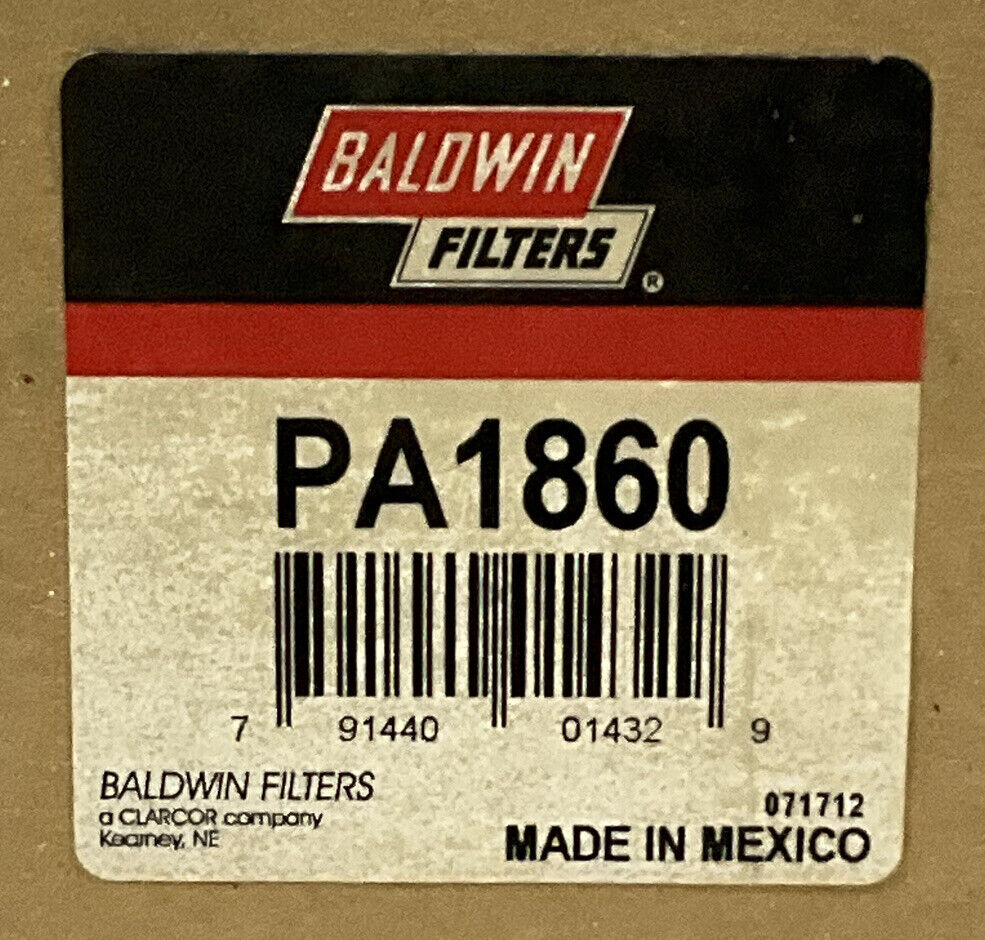 BALDWIN
FILTERS
®
PA1860
7 91440 01432 9
BALDWIN FILTERS
a CLARCOR company
Kearney, NE
071712
MADE IN MEXICO